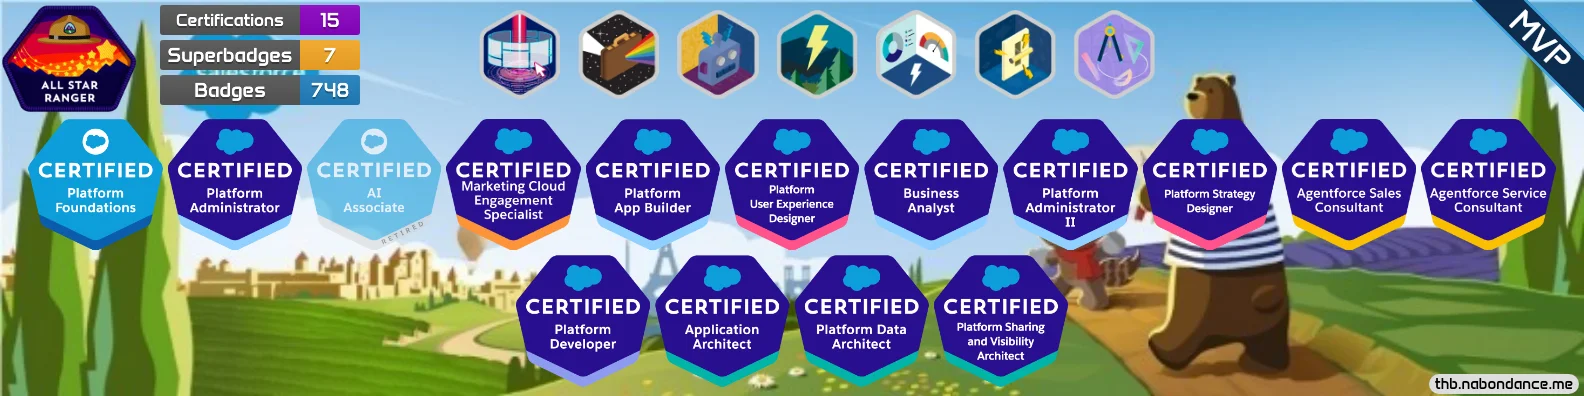 ALL STAR
RANGER
Certifications 15
Superbadges 7
Badges 748
MVP
CERTIFIED
Platform
Foundations
CERTIFIED
Platform
Administrator
CERTIFIED
AI
Associate
RETIRED
CERTIFIED
Marketing Cloud
Engagement
Specialist
CERTIFIED
Platform
App Builder
CERTIFIED
Platform
User Experience
Designer
CERTIFIED
Business
Analyst
CERTIFIED
Platform
Administrator
II
CERTIFIED
Platform Strategy
Designer
CERTIFIED
Agentforce Sales
Consultant
CERTIFIED
Agentforce Service
Consultant
CERTIFIED
Platform
Developer
CERTIFIED
Application
Architect
CERTIFIED
Platform Data
Architect
CERTIFIED
Platform Sharing
and Visibility
Architect
thb.nabondance.me